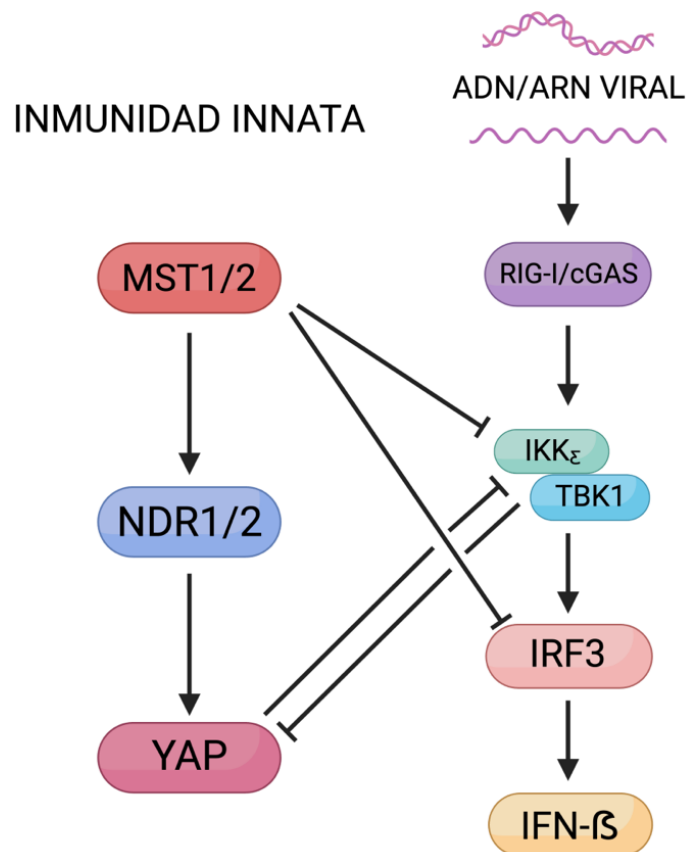 ADN/ARN VIRAL
INMUNIDAD INNATA
MST1/2
RIG-I/cGAS
IKKε
TBK1
NDR1/2
IRF3
YAP
IFN-ß